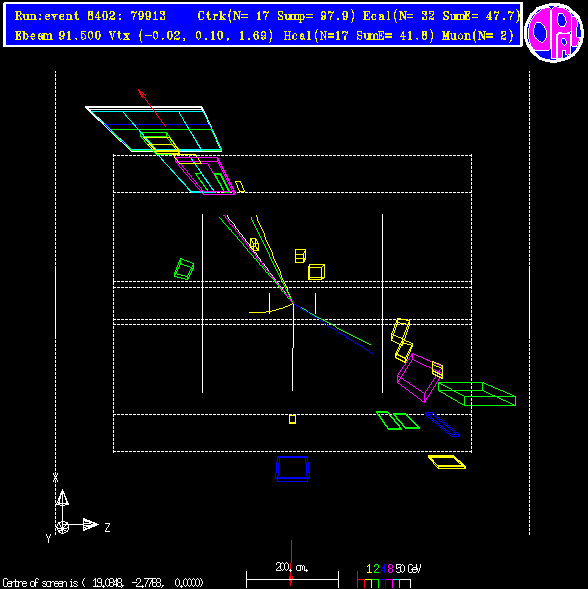 Run:event 8402: 79913 Ctrk(N= 17 Sump= 97.9) Ecal(N= 32 SumE= 47.7)
Ebeam 91.500 Vtx (-0.02, 0.10, 1.69) Hcal(N=17 SumE= 41.8) Muon(N= 2)
OPAL
X
Y
Z
200. cm.
1 2 4 8 50 GeV
Centre of screen is ( 19.0848, -2.7768, 0.0000)